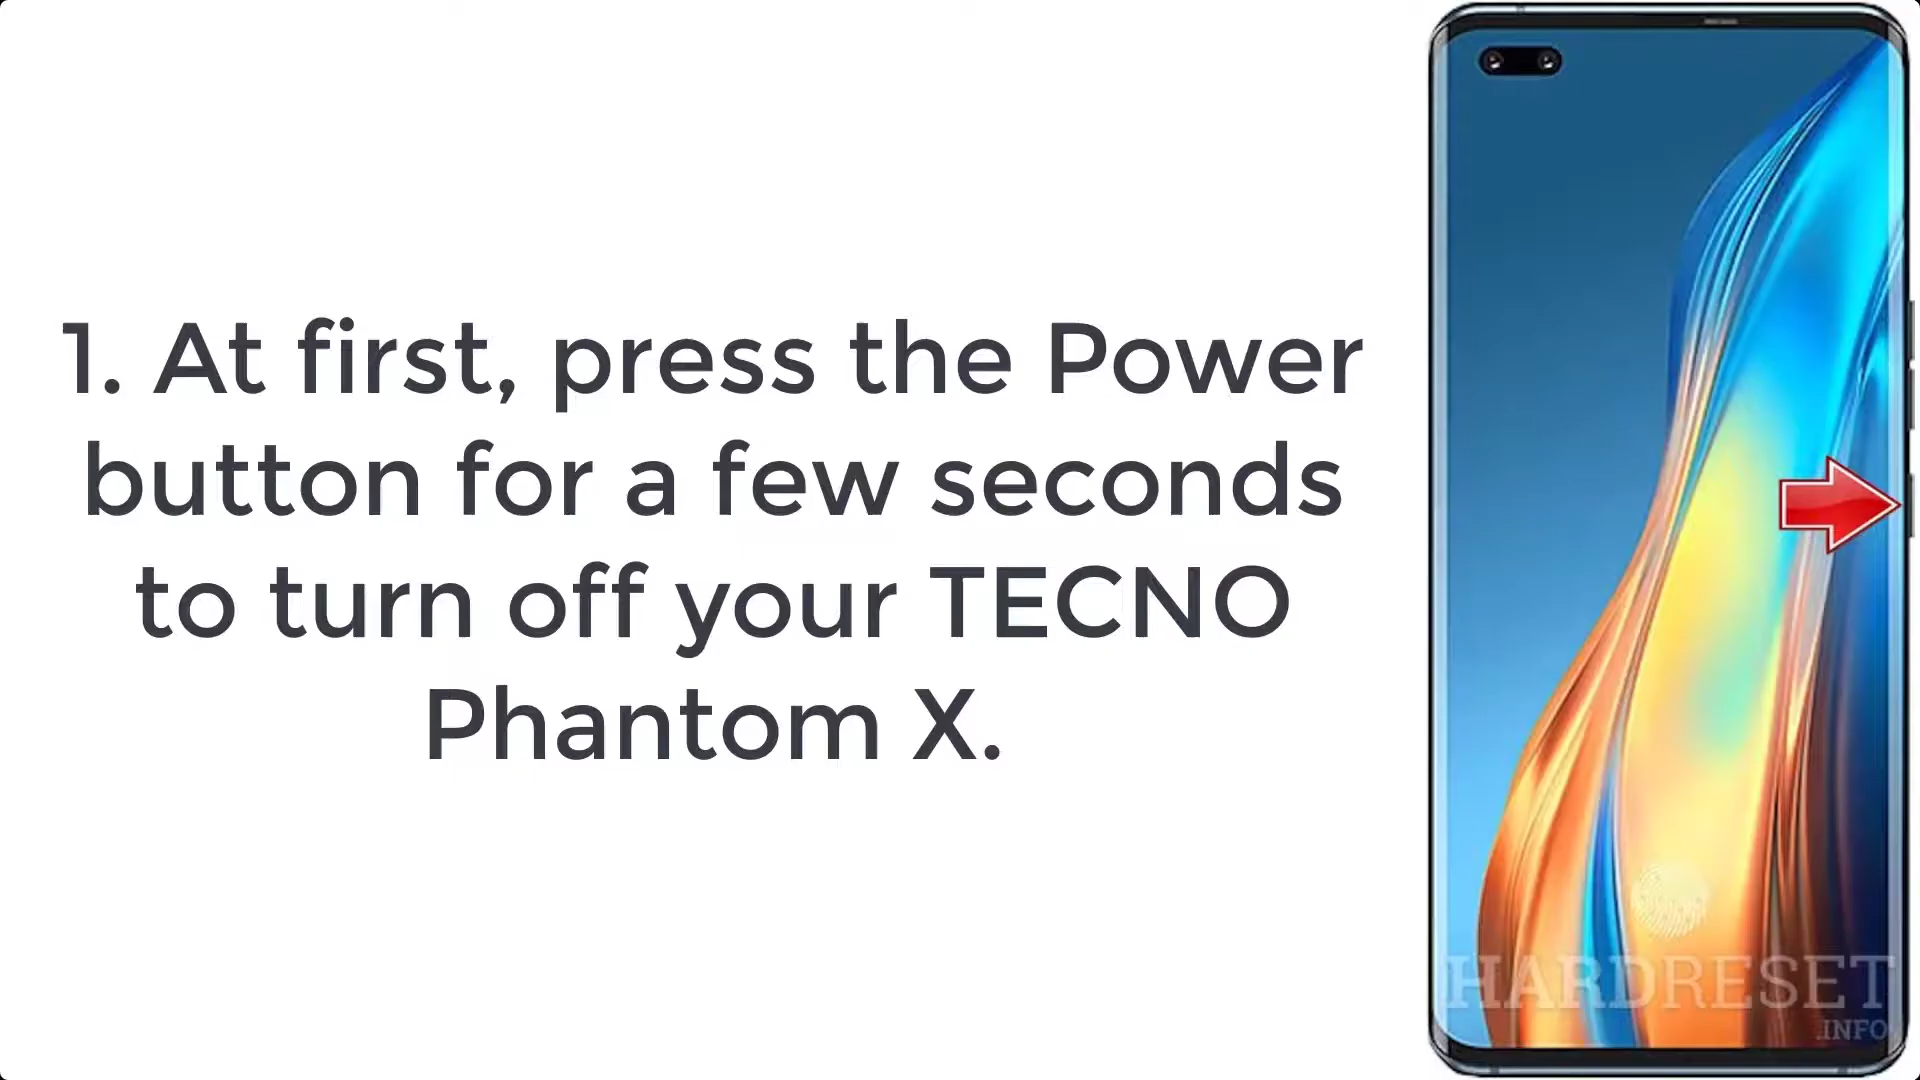 1. At first, press the Power
button for a few seconds
to turn off your TECNO
Phantom X.
HARDRESET
.INFO